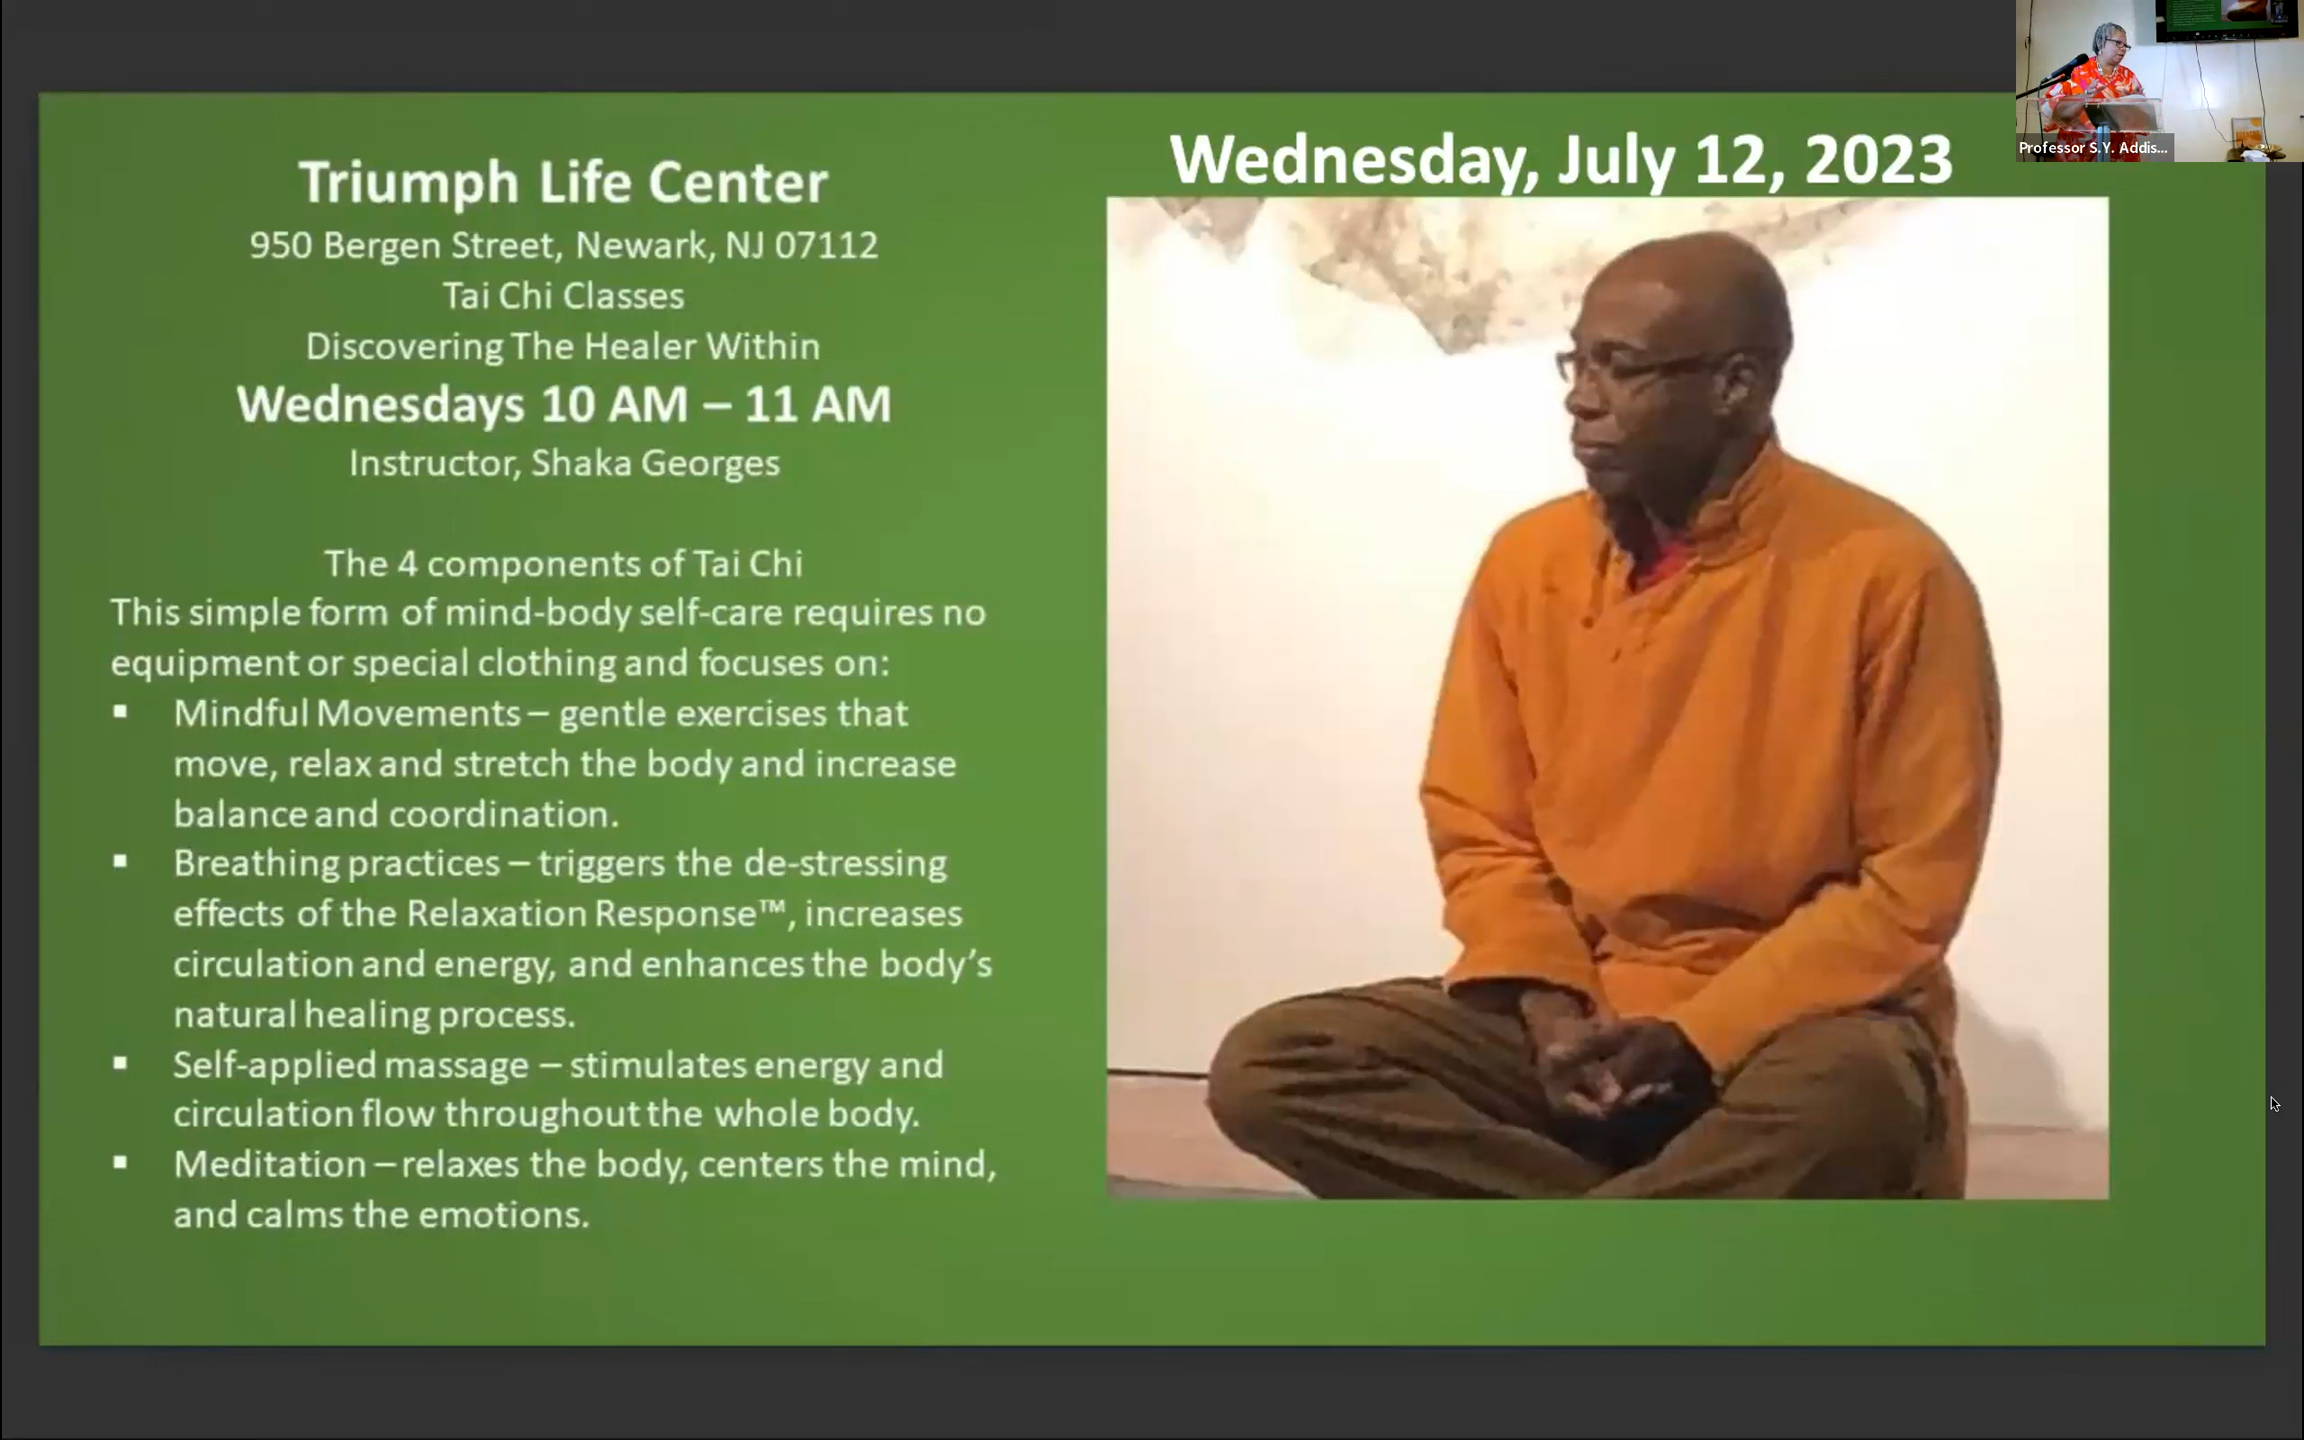 Triumph Life Center
950 Bergen Street, Newark, NJ 07112
Tai Chi Classes
Discovering The Healer Within
Wednesdays 10 AM – 11 AM
Instructor, Shaka Georges
The 4 components of Tai Chi
This simple form of mind-body self-care requires no
equipment or special clothing and focuses on:
▪ Mindful Movements – gentle exercises that
move, relax and stretch the body and increase
balance and coordination.
▪ Breathing practices – triggers the de-stressing
effects of the Relaxation Response™, increases
circulation and energy, and enhances the body's
natural healing process.
▪ Self-applied massage – stimulates energy and
circulation flow throughout the whole body.
▪ Meditation – relaxes the body, centers the mind,
and calms the emotions.
Wednesday, July 12, 2023
Professor S.Y. Addis...